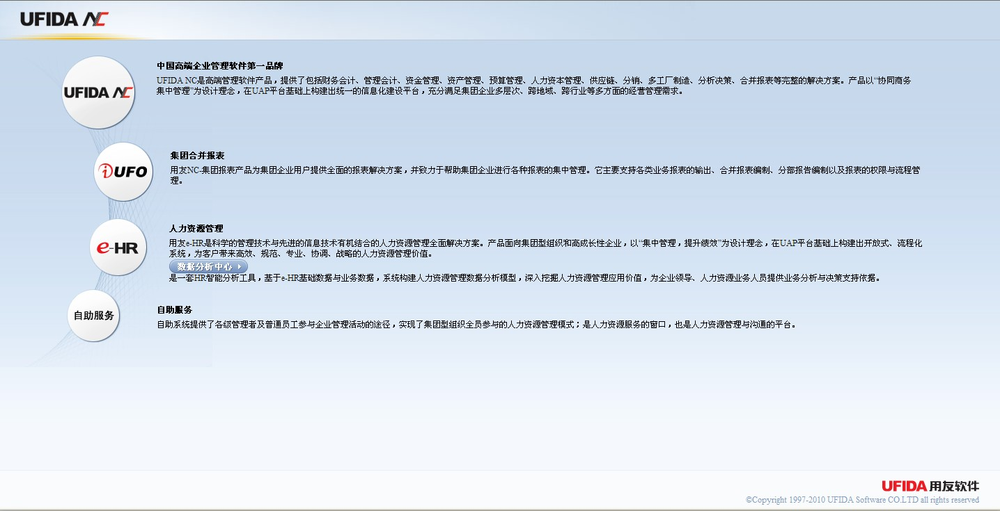 UFIDA NC
中国高端企业管理软件第一品牌
UFIDA NC
UFIDA NC是高端管理软件产品，提供了包括财务会计、管理会计、资金管理、资产管理、预算管理、人力资本管理、供应链、分销、多工厂制造、分析决策、合并报表等完整的解决方案。产品以“协同商务
集中管理”为设计理念，在UAP平台基础上构建出统一的信息化建设平台，充分满足集团企业多层次、跨地域、跨行业等多方面的经营管理需求。
iUFO
集团合并报表
用友NC-集团报表产品为集团企业用户提供全面的报表解决方案，并致力于帮助集团企业进行各种报表的集中管理。它主要支持各类业务报表的输出、合并报表编制、分部报告编制以及报表的权限与流程管
理。
e-HR
人力资源管理
用友e-HR是科学的管理技术与先进的信息技术有机结合的人力资源管理全面解决方案。产品面向集团型组织和高成长性企业，以“集中管理，提升绩效”为设计理念，在UAP平台基础上构建出开放式、流程化
系统，为客户带来高效、规范、专业、协调、战略的人力资源管理价值。
数据分析中心
是一套HR智能分析工具，基于e-HR基础数据与业务数据，系统构建人力资源管理数据分析模型，深入挖掘人力资源管理应用价值，为企业领导、人力资源业务人员提供业务分析与决策支持依据。
自助服务
自助服务
自助系统提供了各级管理者及普通员工参与企业管理活动的途径，实现了集团型组织全员参与的人力资源管理模式；是人力资源服务的窗口，也是人力资源管理与沟通的平台。
UFIDA 用友软件
©Copyright 1997-2010 UFIDA Software CO.LTD all rights reserved